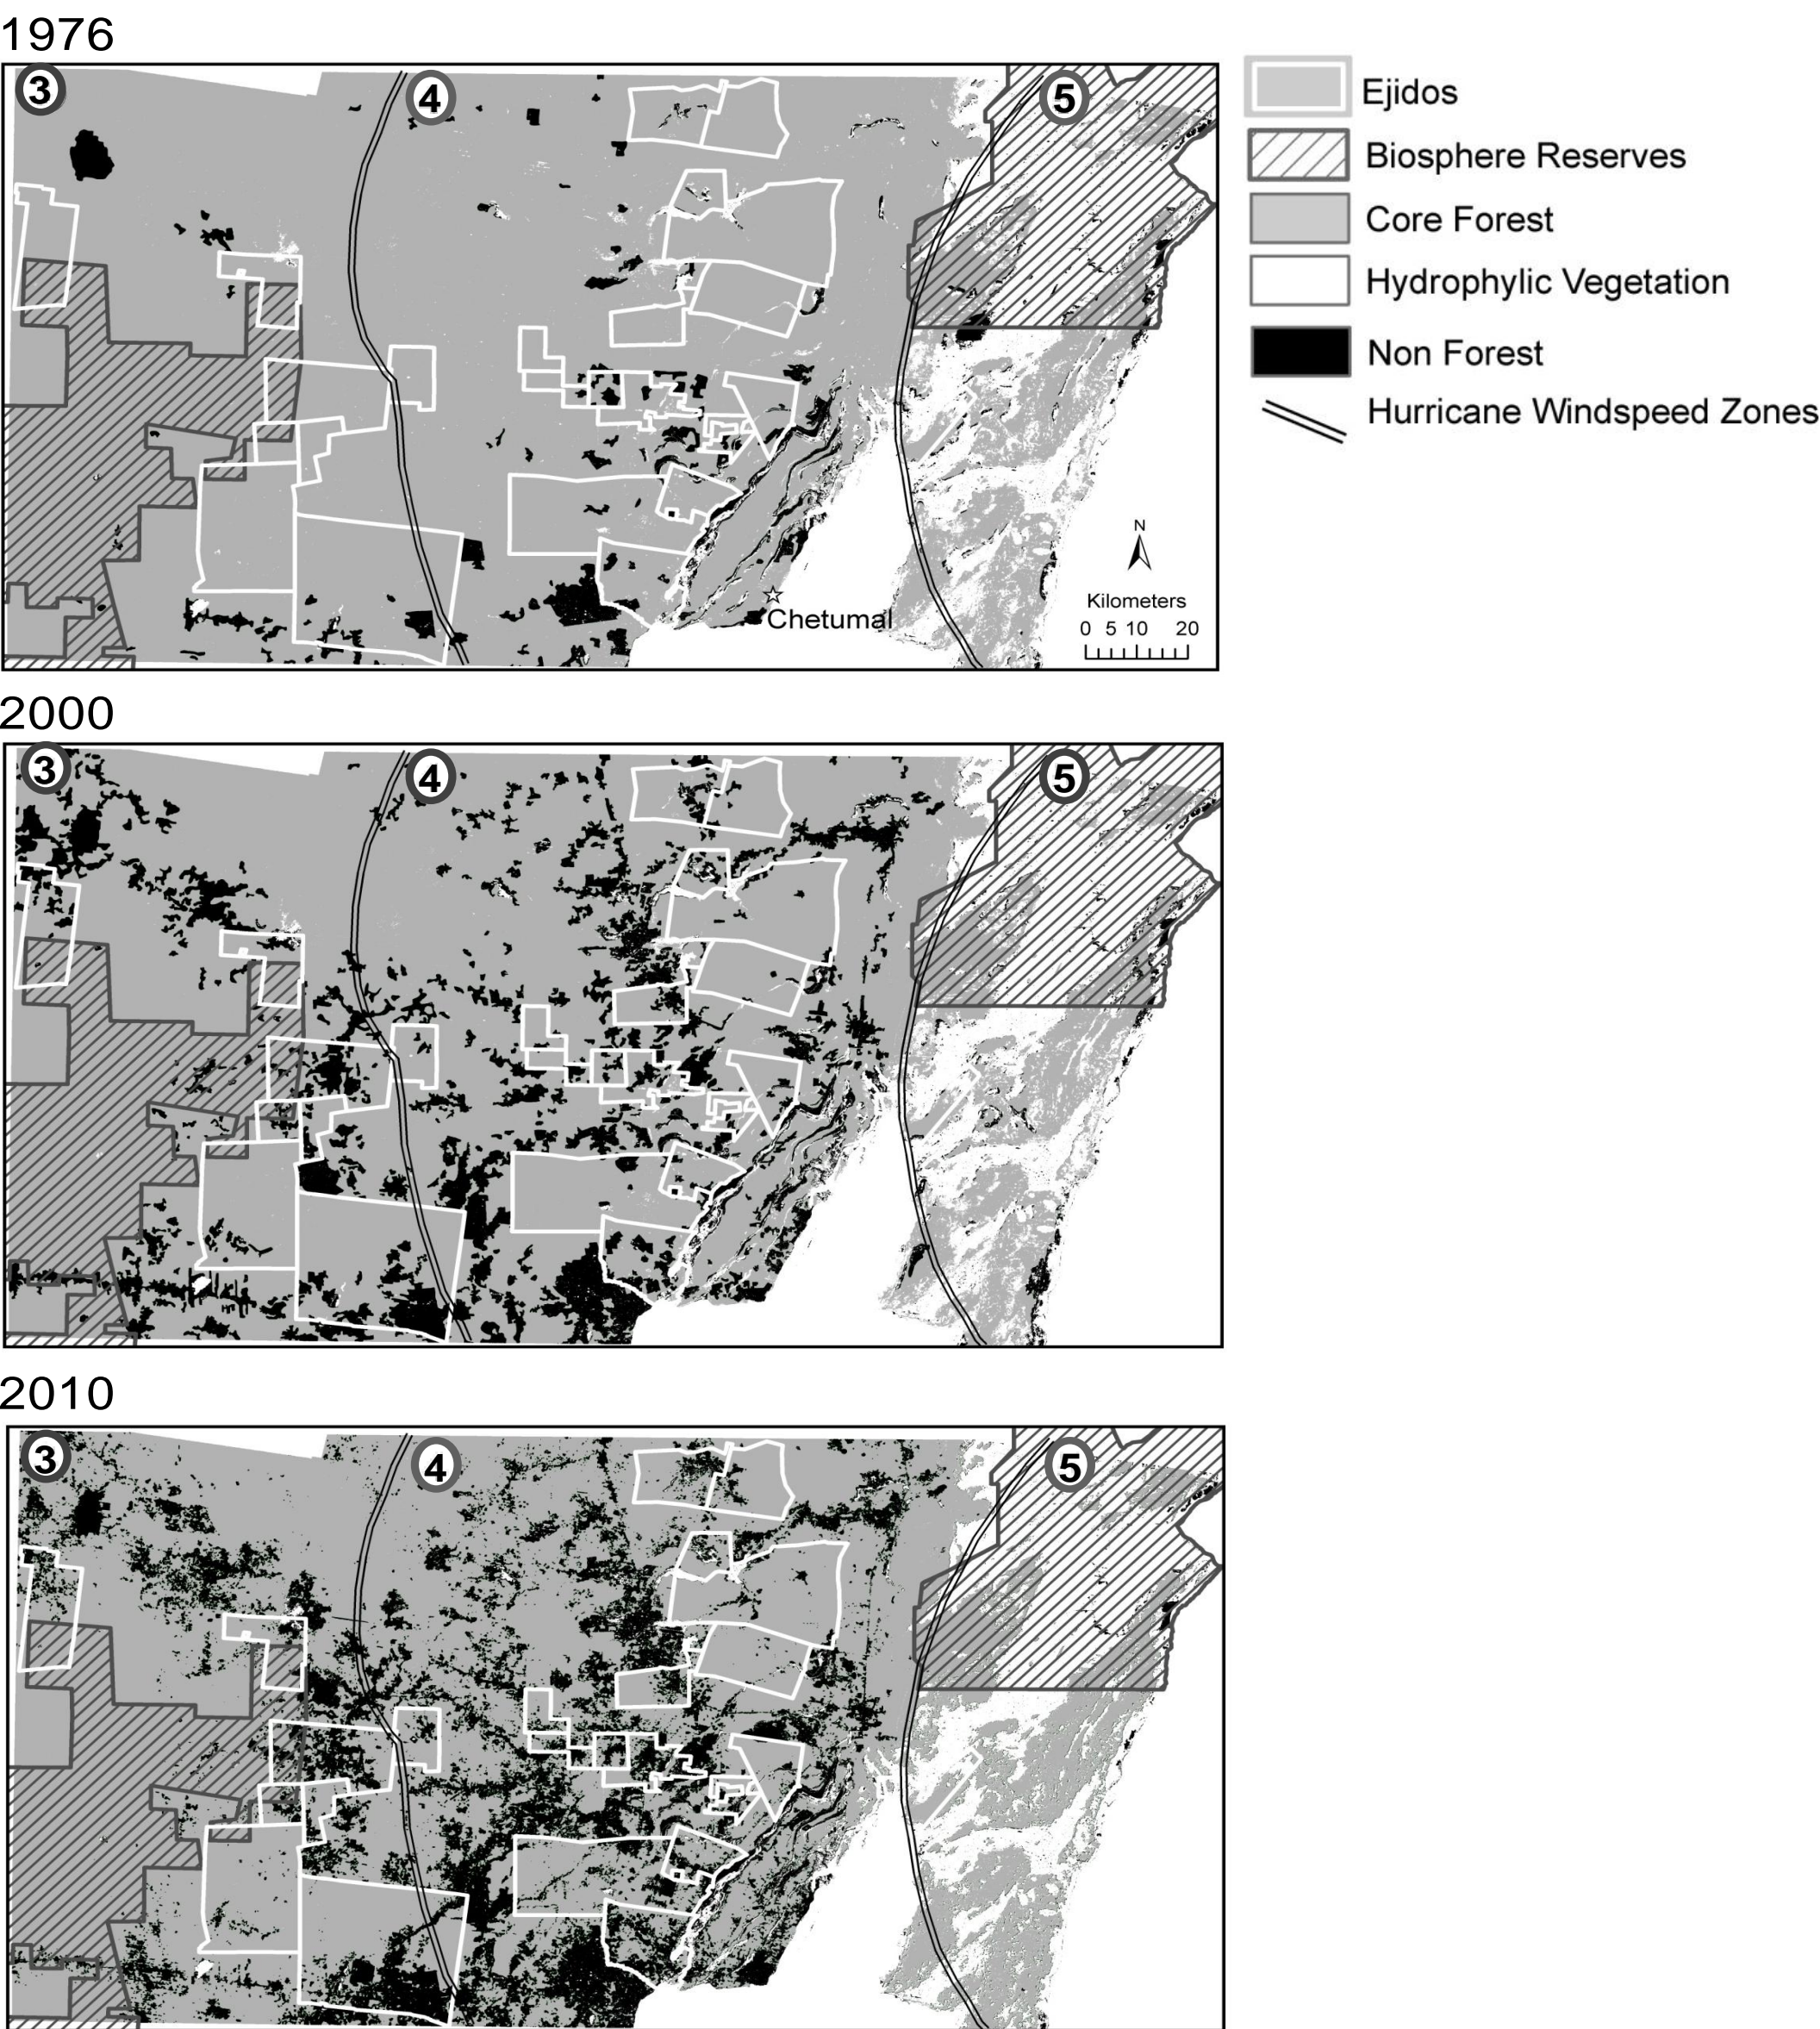 1976
3
4
5
Ejidos
Biosphere Reserves
Core Forest
Hydrophylic Vegetation
Non Forest
Hurricane Windspeed Zones
N
Kilometers
0 5 10 20
Chetumal
2000
3
4
5
2010
3
4
5